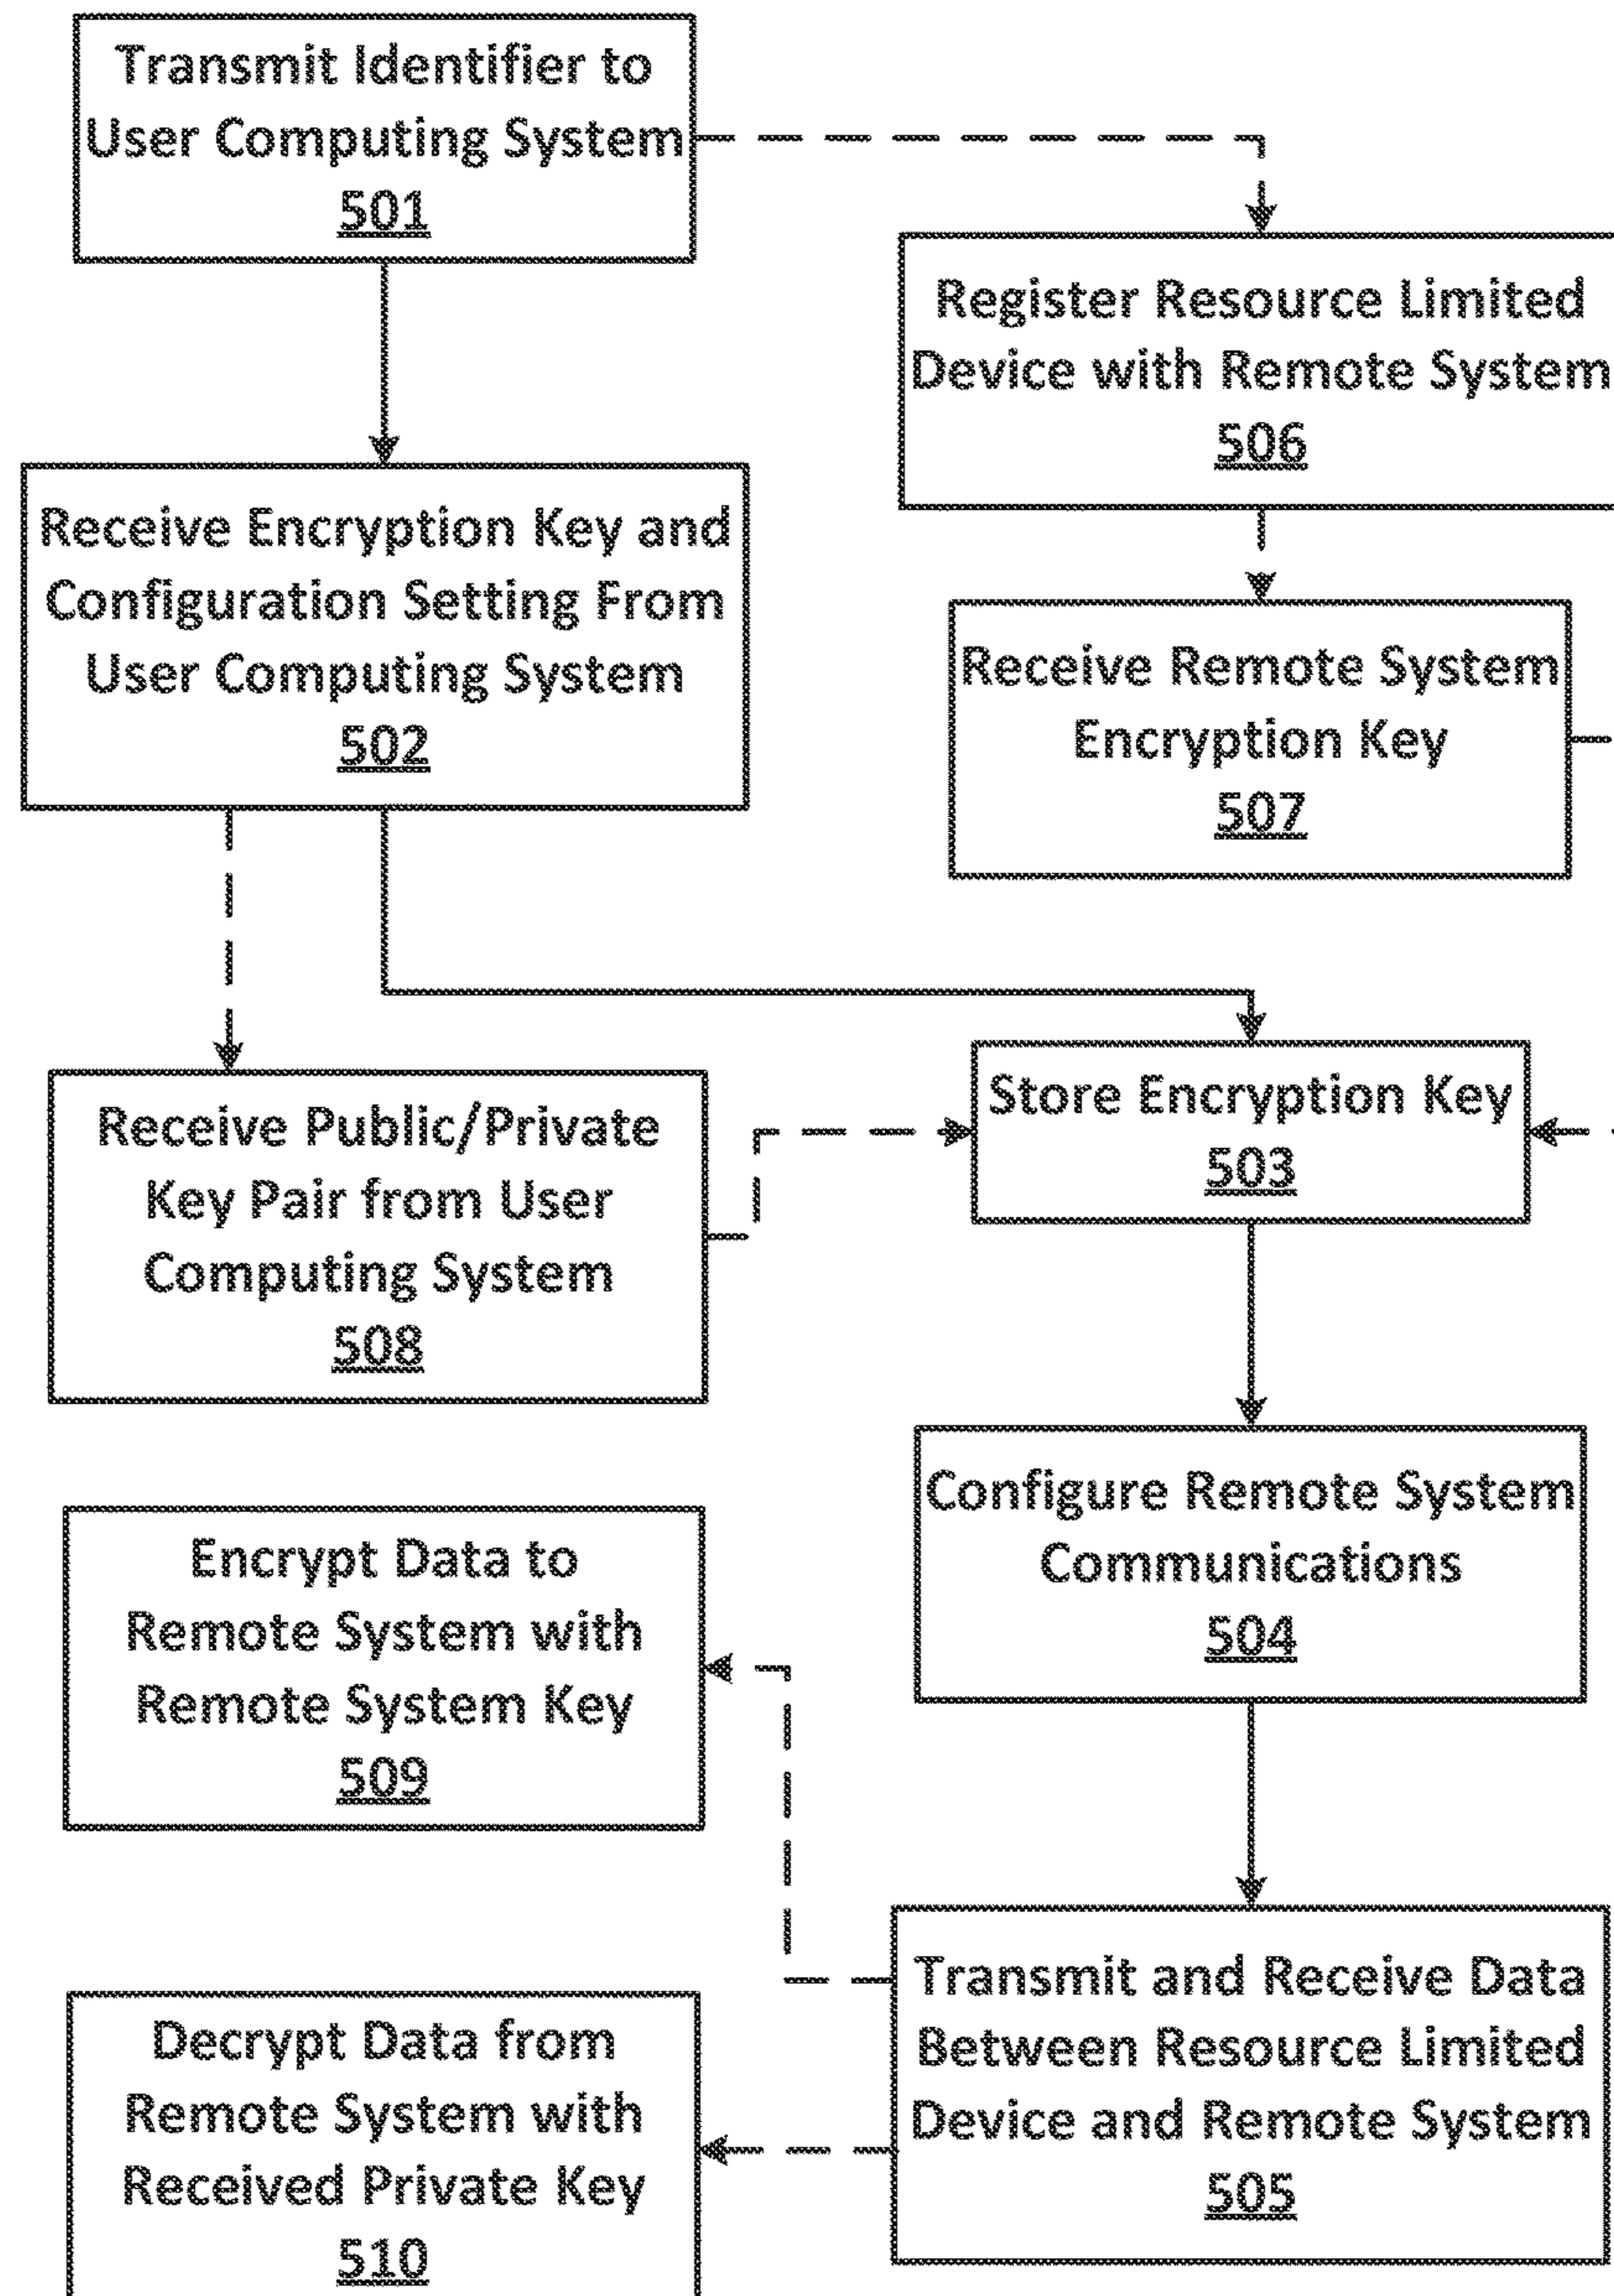 Transmit Identifier to
User Computing System
501
Register Resource Limited
Device with Remote System
506
Receive Encryption Key and
Configuration Setting From
User Computing System
502
Receive Remote System
Encryption Key
507
Store Encryption Key
503
Receive Public/Private
Key Pair from User
Computing System
508
Configure Remote System
Communications
504
Encrypt Data to
Remote System with
Remote System Key
509
Transmit and Receive Data
Between Resource Limited
Device and Remote System
505
Decrypt Data from
Remote System with
Received Private Key
510